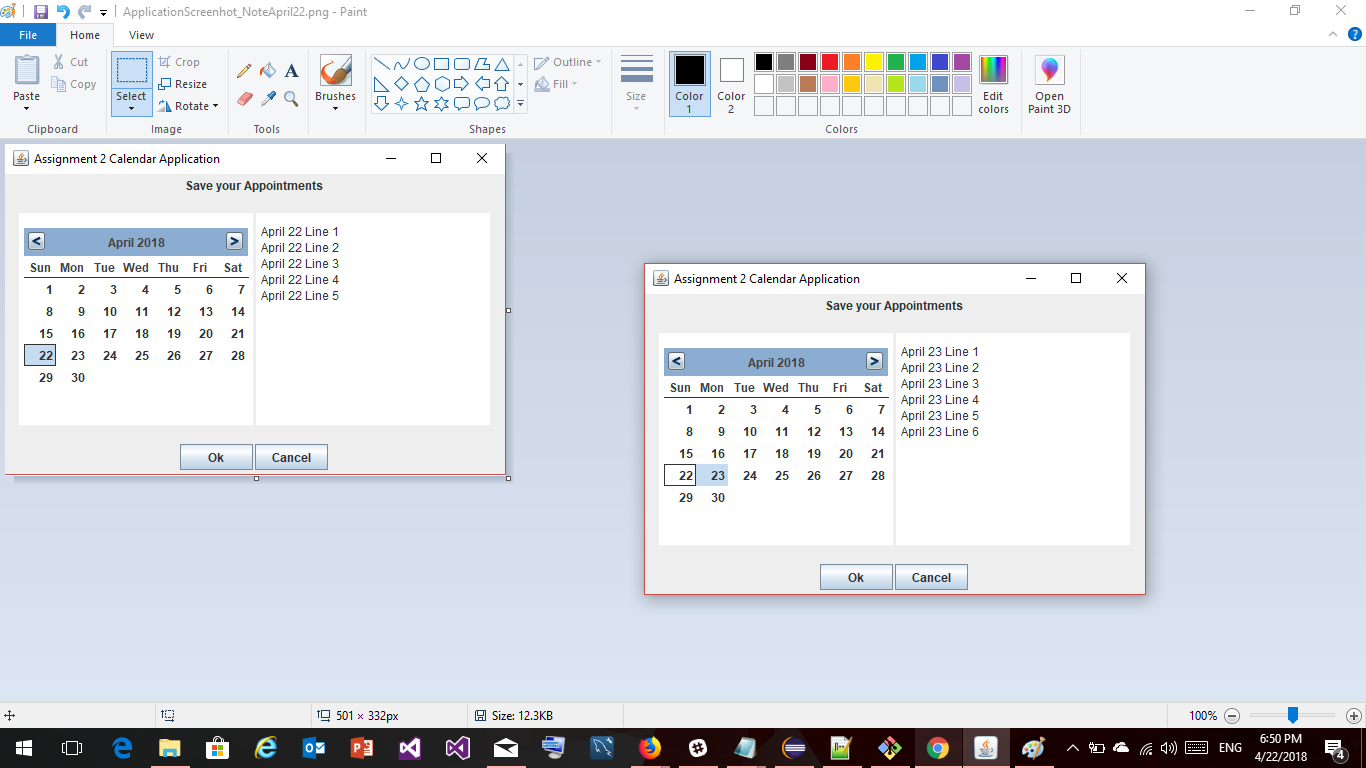 ApplicationScreenhot_NoteApril22.png - Paint
File Home View
Paste
Cut
Copy
Clipboard
Select
Crop
Resize
Rotate
Image
Tools
Brushes
Shapes
Outline
Fill
Size
Color 1
Color 2
Colors
Edit colors
Open Paint 3D
Assignment 2 Calendar Application
Save your Appointments
< April 2018 >
Sun Mon Tue Wed Thu Fri Sat
1 2 3 4 5 6 7
8 9 10 11 12 13 14
15 16 17 18 19 20 21
22 23 24 25 26 27 28
29 30
April 22 Line 1
April 22 Line 2
April 22 Line 3
April 22 Line 4
April 22 Line 5
Ok Cancel
Assignment 2 Calendar Application
Save your Appointments
< April 2018 >
Sun Mon Tue Wed Thu Fri Sat
1 2 3 4 5 6 7
8 9 10 11 12 13 14
15 16 17 18 19 20 21
22 23 24 25 26 27 28
29 30
April 23 Line 1
April 23 Line 2
April 23 Line 3
April 23 Line 4
April 23 Line 5
April 23 Line 6
Ok Cancel
501 × 332px
Size: 12.3KB
100%
ENG
6:50 PM
4/22/2018
4